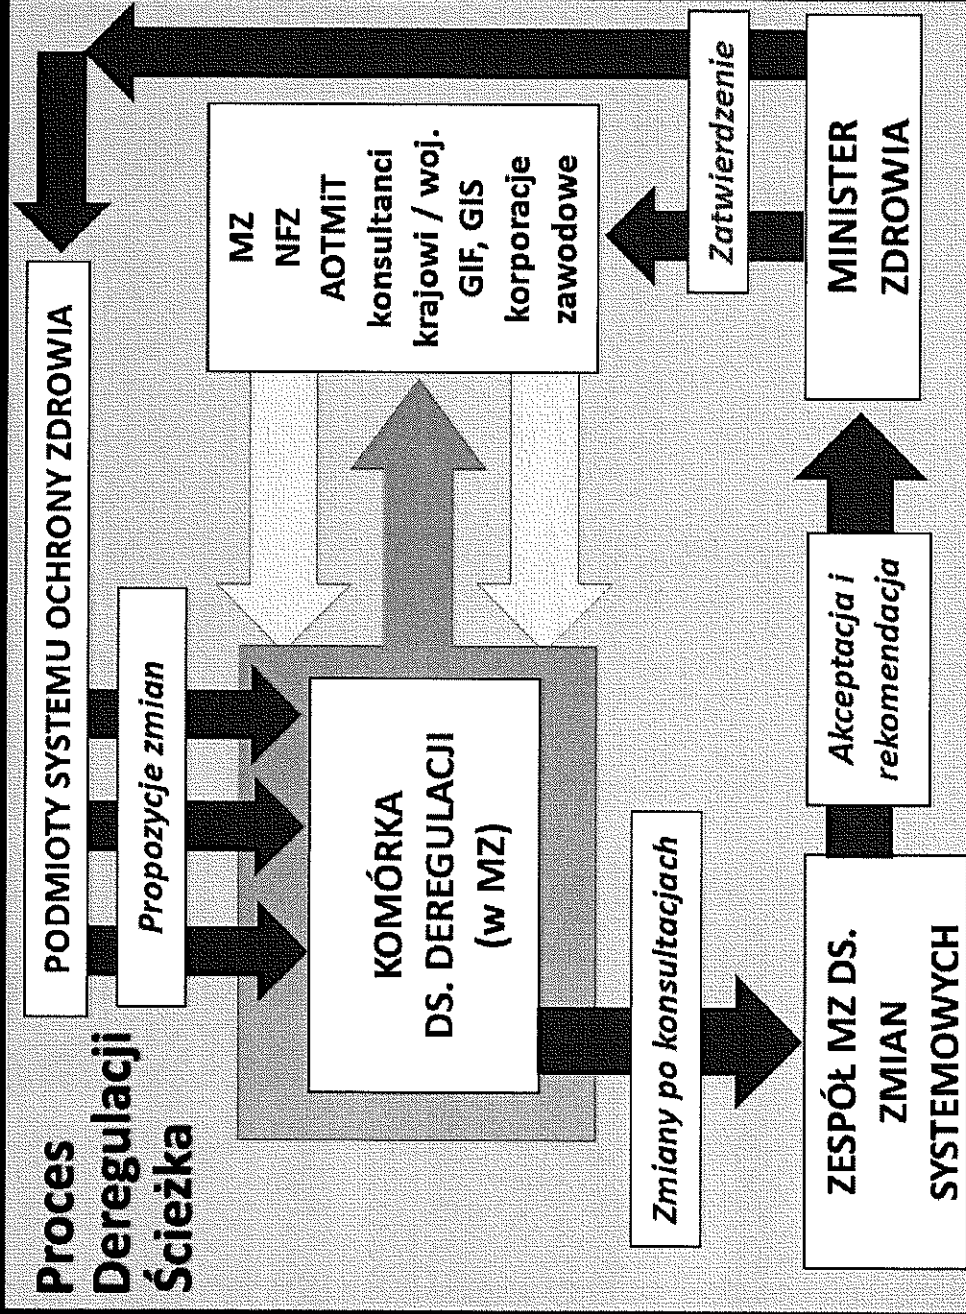 Proces
Deregulacji
Ścieżka
PODMIOTY SYSTEMU OCHRONY ZDROWIA
Propozycje zmian
KOMÓRKA
DS. DEREGULACJI
(w MZ)
MZ
NFZ
AOTMiT
konsultanci
krajowi / woj.
GIF, GIS
korporacje
zawodowe
Zmiany po konsultacjach
Zatwierdzenie
ZESPÓŁ MZ DS.
ZMIAN
SYSTEMOWYCH
Akceptacja i
rekomendacja
MINISTER
ZDROWIA